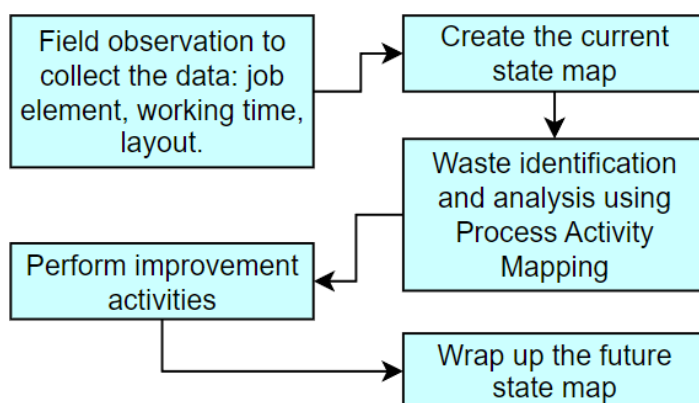 Field observation to
collect the data: job
element, working time,
layout.
Create the current
state map
Waste identification
and analysis using
Process Activity
Mapping
Perform improvement
activities
Wrap up the future
state map